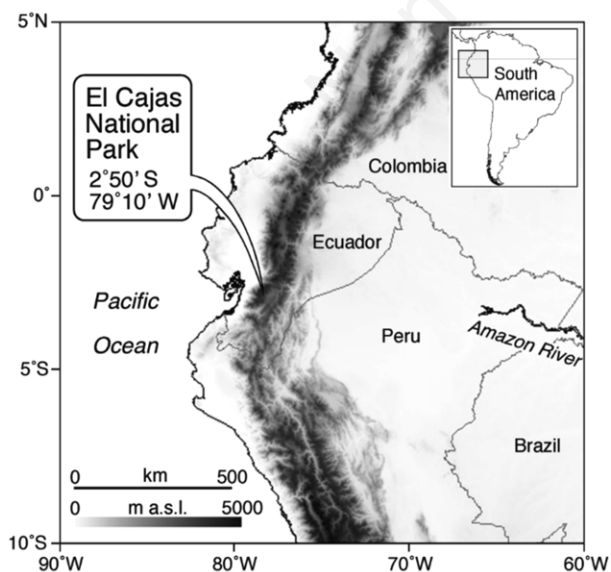 5˚N
El Cajas
National
Park
2˚50' S
79˚10' W
South
America
Colombia
0˚
Ecuador
Pacific
Ocean
Peru
Amazon River
5˚S
Brazil
0 km 500
0 m a.s.l. 5000
10˚S
90˚W 80˚W 70˚W 60˚W